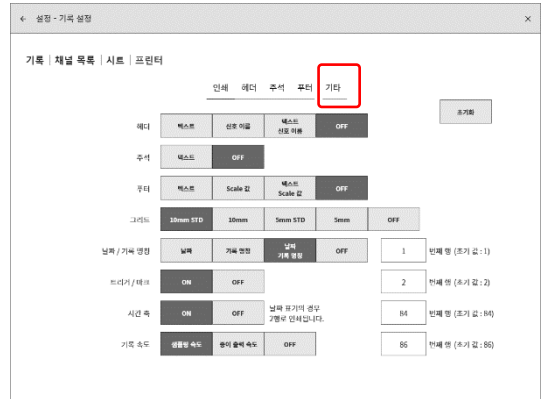 ← 설정 - 기록 설정 ×
기록 | 채널 목록 | 시트 | 프린터
인쇄 헤더 주석 푸터 기타
초기화
헤더 텍스트 신호 이름 텍스트 신호 이름 OFF
주석 텍스트 OFF
푸터 텍스트 Scale 값 텍스트 Scale 값 OFF
그리드 10mm STD 10mm 5mm STD 5mm OFF
날짜 / 기록 명칭 날짜 기록 명칭 날짜 기록 명칭 OFF 1 번째 행 (초기 값 : 1)
트리거 / 마크 ON OFF 2 번째 행 (초기 값 : 2)
시간 축 ON OFF 날짜 표기의 경우 2행로 인쇄됩니다. 84 번째 행 (초기 값 : 84)
기록 속도 샘플링 속도 종이 출력 속도 OFF 86 번째 행 (초기 값 : 86)